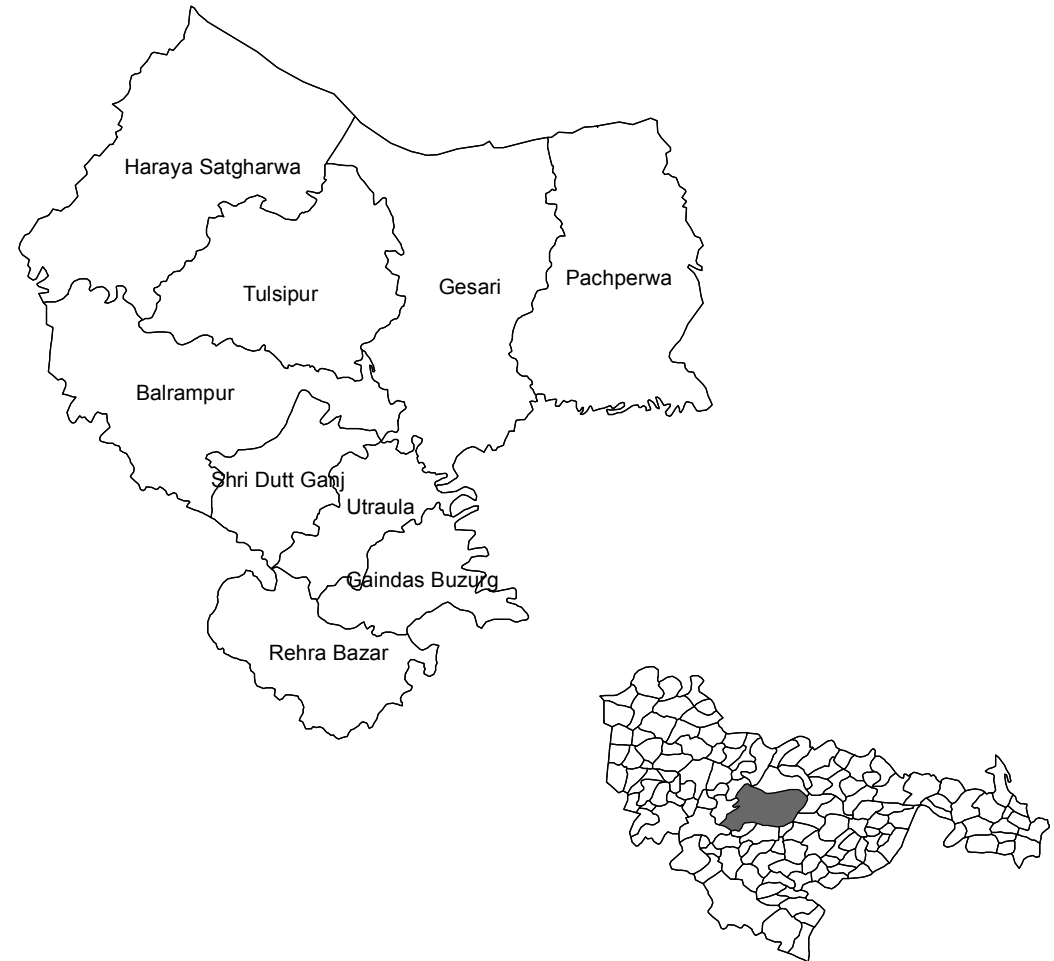 Haraya Satgharwa
Tulsipur
Gesari
Pachperwa
Balrampur
Shri Dutt Ganj
Utraula
Gaindas Buzurg
Rehra Bazar